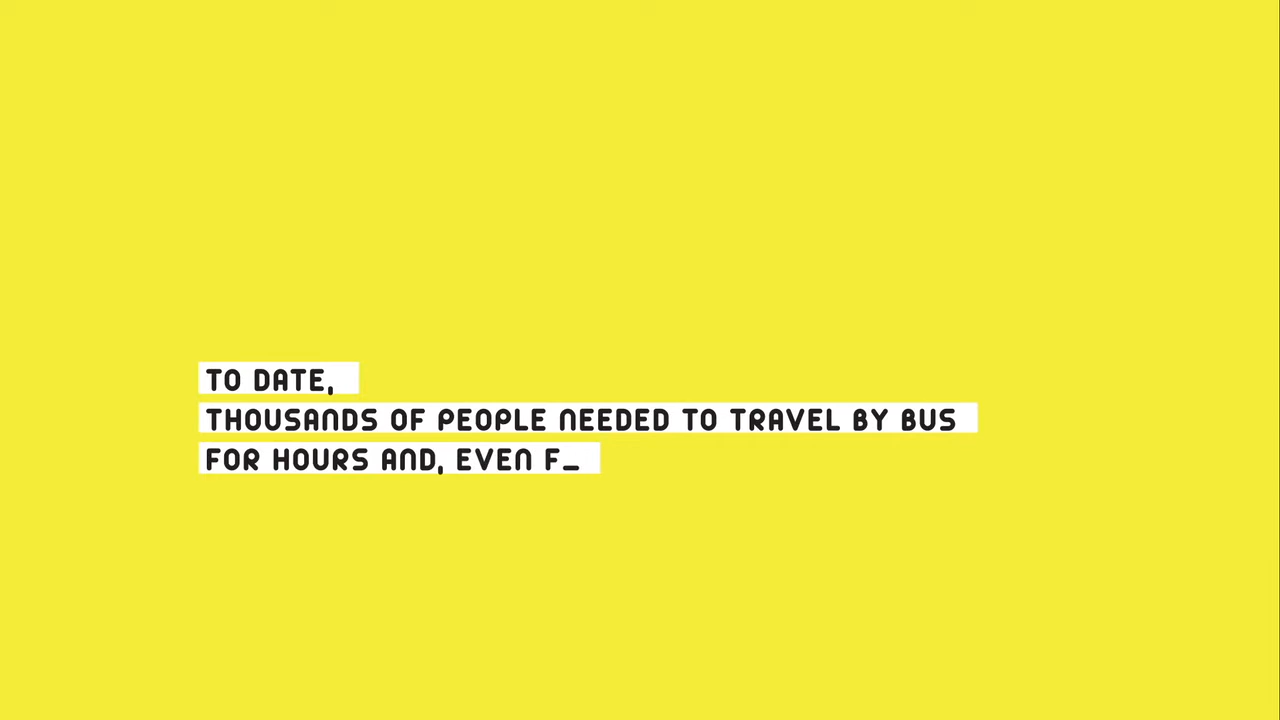 TO DATE,
THOUSANDS OF PEOPLE NEEDED TO TRAVEL BY BUS
FOR HOURS AND, EVEN F_